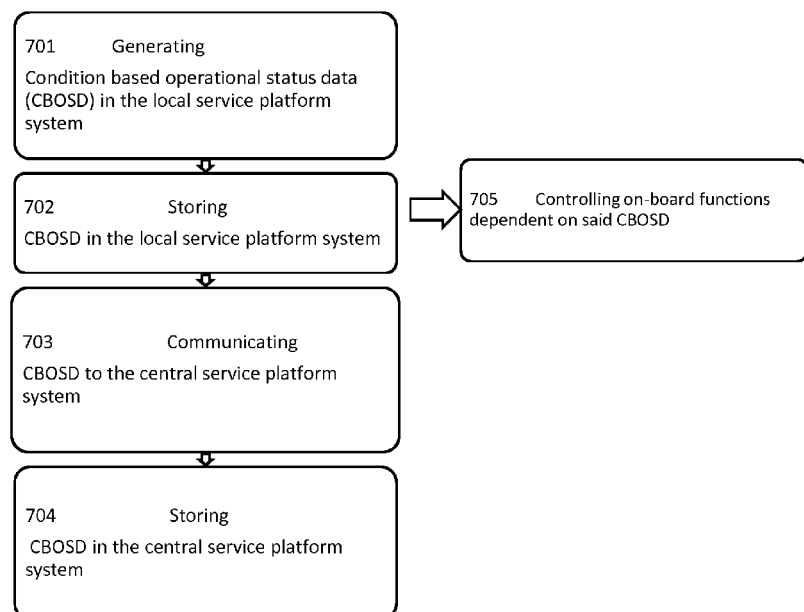 701 Generating
Condition based operational status data
(CBOSD) in the local service platform
system
702 Storing
CBOSD in the local service platform system
705 Controlling on-board functions
dependent on said CBOSD
703 Communicating
CBOSD to the central service platform
system
704 Storing
CBOSD in the central service platform
system